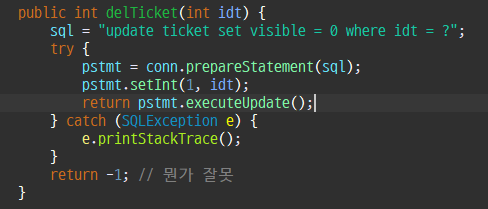 public int delTicket(int idt) {
    sql = "update ticket set visible = 0 where idt = ?";
    try {
        pstmt = conn.prepareStatement(sql);
        pstmt.setInt(1, idt);
        return pstmt.executeUpdate();
    } catch (SQLException e) {
        e.printStackTrace();
    }
    return -1; // 뭔가 잘못
}